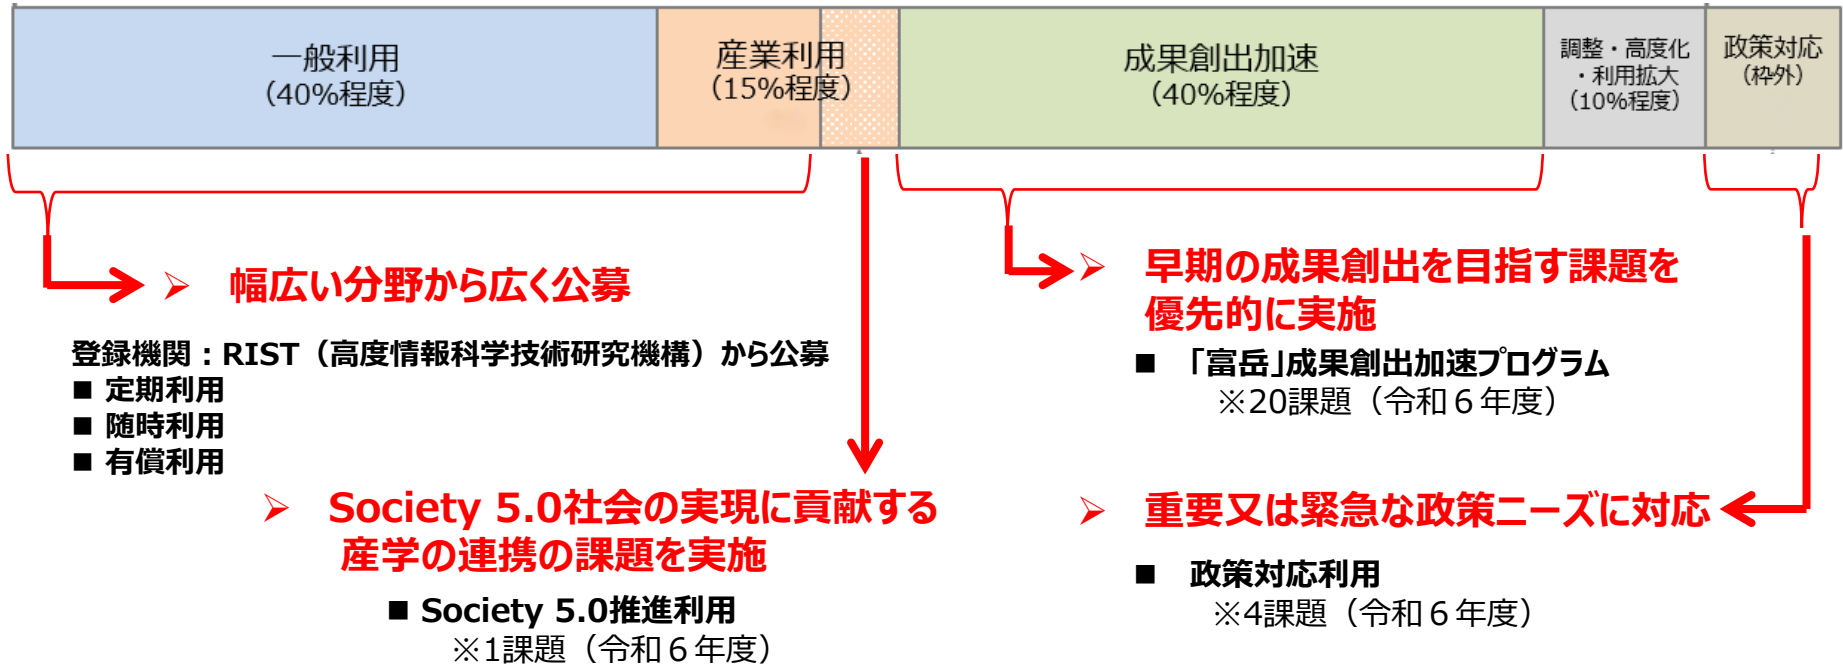 一般利用
（40%程度）
産業利用
（15%程度）
成果創出加速
（40%程度）
調整・高度化
・利用拡大
（10%程度）
政策対応
（枠外）
➢ 幅広い分野から広く公募
登録機関：RIST（高度情報科学技術研究機構）から公募
■ 定期利用
■ 随時利用
■ 有償利用
➢ Society 5.0社会の実現に貢献する
産学の連携の課題を実施
■ Society 5.0推進利用
※1課題（令和６年度）
➢ 早期の成果創出を目指す課題を
優先的に実施
■ 「富岳」成果創出加速プログラム
※20課題（令和６年度）
➢ 重要又は緊急な政策ニーズに対応
■ 政策対応利用
※4課題（令和６年度）